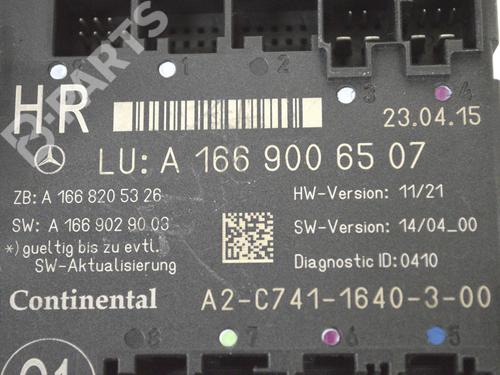 B-PARTS
1
2
3
4
HR
23.04.15
LU: A 166 900 65 07
ZB: A 166 820 53 26
HW-Version: 11/21
SW: A 166 902 90 03
SW-Version: 14/04_00
*) gueltig bis zu evtl.
SW-Aktualisierung
Diagnostic ID: 0410
Continental
A2-C741-1640-3-00
8
7
6
5